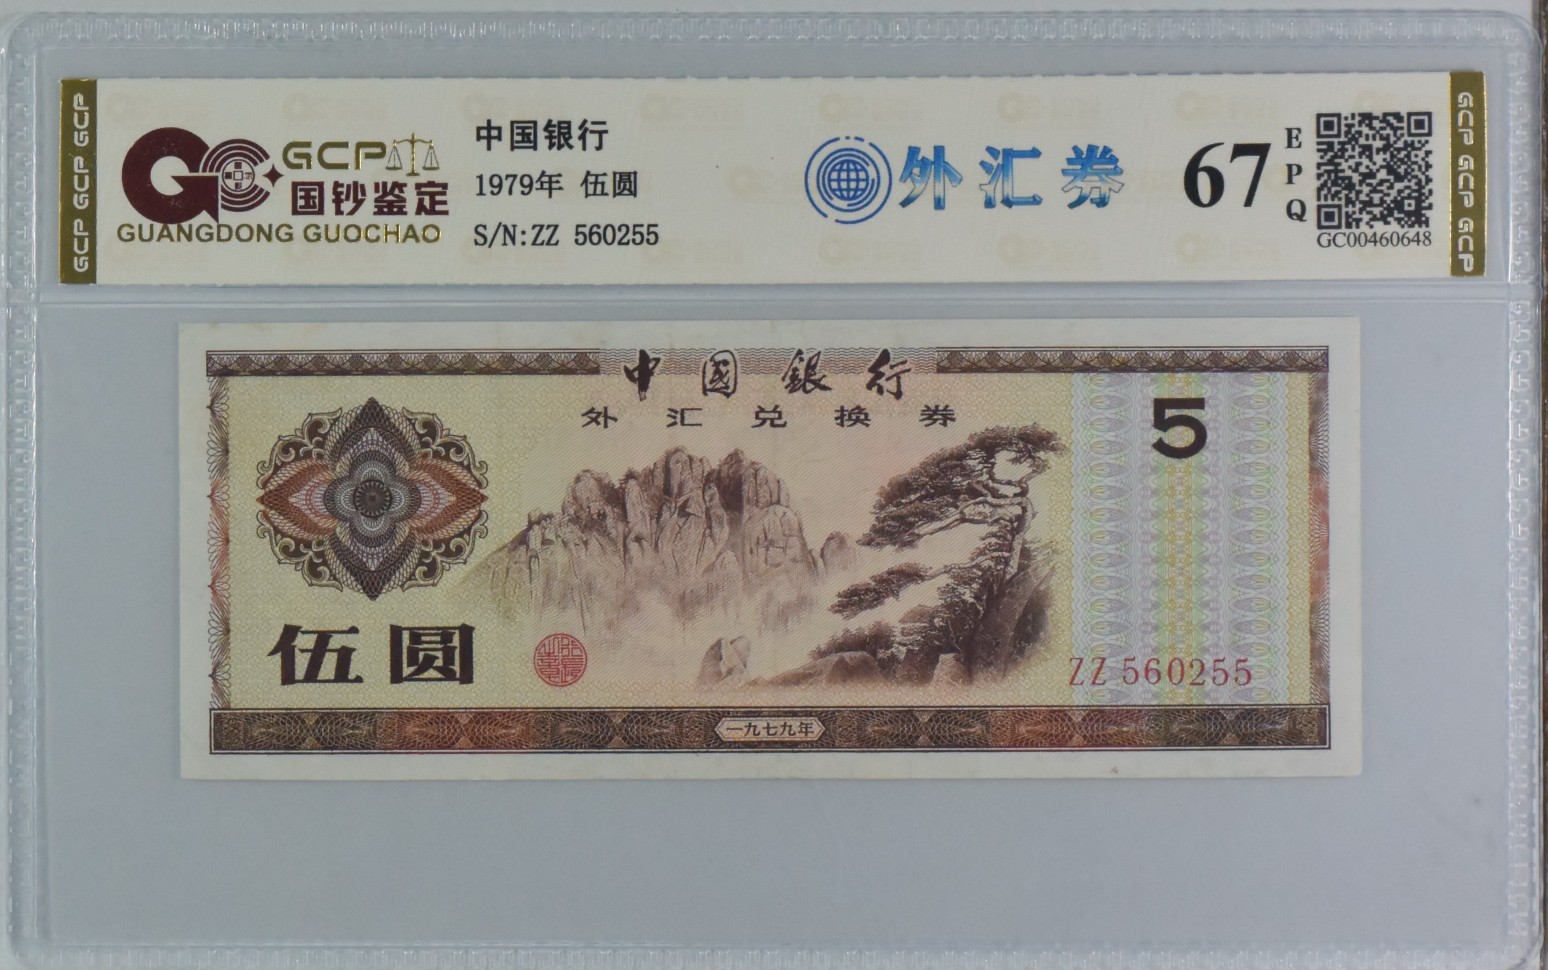 GCP GCP GCP
GCP
国钞鉴定
GUANGDONG GUOCHAO
中国银行
1979年 伍圆
S/N:ZZ 560255
外汇券
67
EPQ
GC00460648
GCP GCP GCP
中國銀行
外汇兑换券
5
伍圆
ZZ 560255
一九七九年